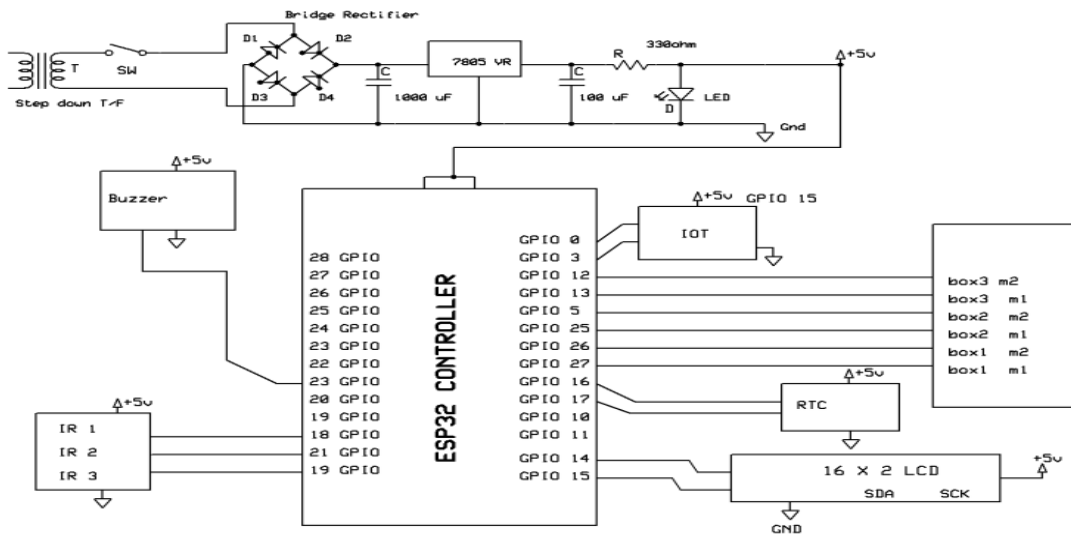 Bridge Rectifier
D1
D2
T
SW
D3
D4
Step down T/F
C
1000 uF
7805 VR
C
100 uF
R
330ohm
D
LED
+5v
Gnd
+5v
Buzzer
ESP32 CONTROLLER
28 GPIO
27 GPIO
26 GPIO
25 GPIO
24 GPIO
23 GPIO
22 GPIO
23 GPIO
20 GPIO
19 GPIO
18 GPIO
21 GPIO
19 GPIO
GPIO 0
GPIO 3
GPIO 12
GPIO 13
GPIO 5
GPIO 25
GPIO 26
GPIO 27
GPIO 16
GPIO 17
GPIO 10
GPIO 11
GPIO 14
GPIO 15
+5v
GPIO 15
IOT
box3 m2
box3 m1
box2 m2
box2 m1
box1 m2
box1 m1
+5v
RTC
+5v
IR 1
IR 2
IR 3
16 X 2 LCD
SDA SCK
+5v
GND